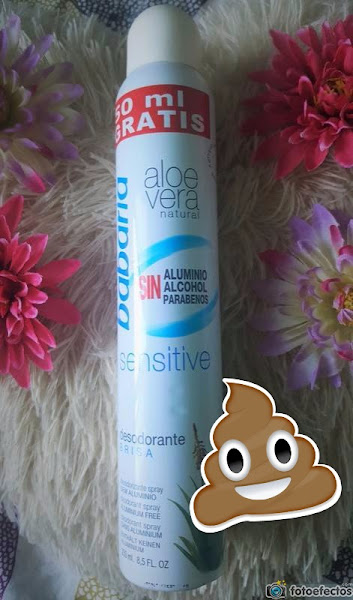 50 ml
GRATIS
aloe
vera
natural
babaria
SIN
ALUMINIO
ALCOHOL
PARABENOS
sensitive
desodorante
BRISA
fotoefectos